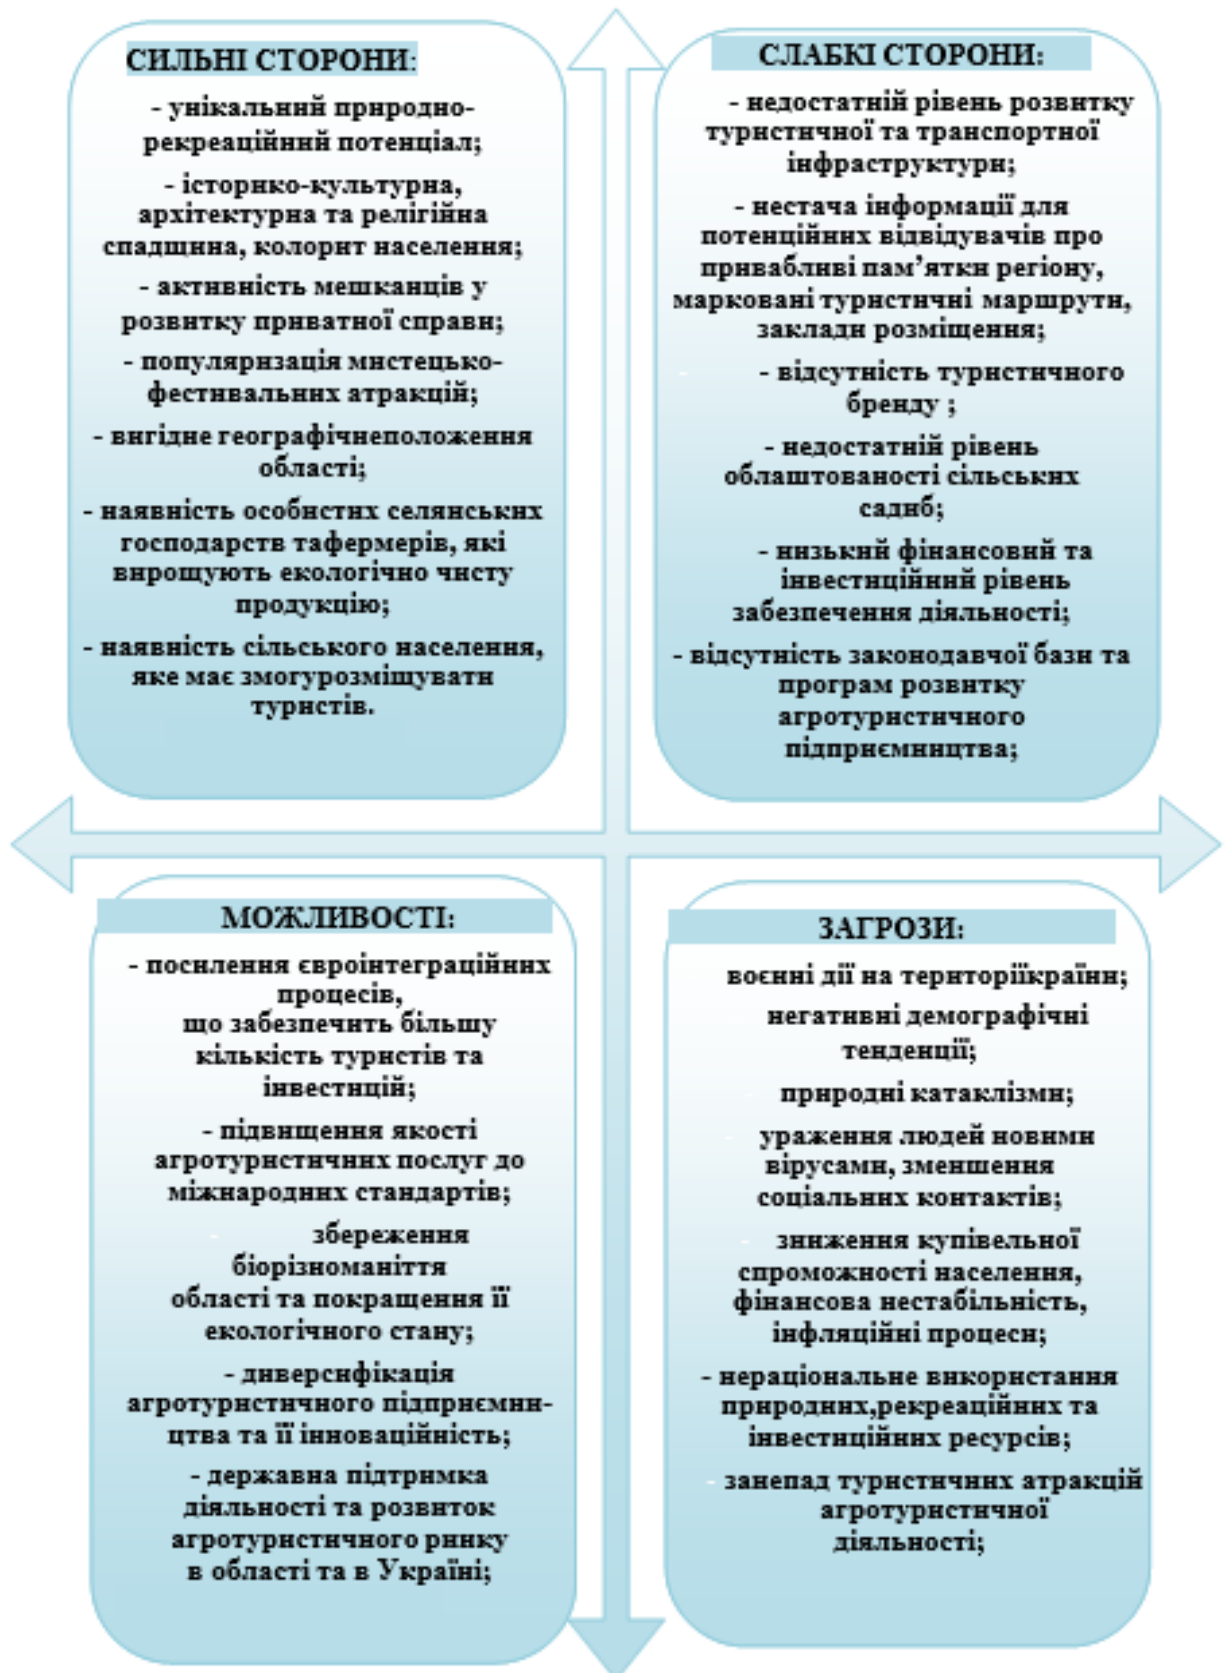 СИЛЬНІ СТОРОНИ:
- унікальний природно-
рекреаційний потенціал;
- історико-культурна,
архітектурна та релігійна
спадщина, колорит населення;
- активність мешканців у
розвитку приватної справи;
- популяризація мистецько-
фестивальних атракцій;
- вигідне географічнеположення
області;
- наявність особистих селянських
господарств тафермерів, які
вирощують екологічно чисту
продукцію;
- наявність сільського населення,
яке має змогурозміщувати
туристів.
СЛАБКІ СТОРОНИ:
- недостатній рівень розвитку
туристичної та транспортної
інфраструктури;
- нестача інформації для
потенційних відвідувачів про
привабливі пам’ятки регіону,
марковані туристичні маршрути,
заклади розміщення;
- відсутність туристичного
бренду ;
- недостатній рівень
облаштованості сільських
садиб;
- низький фінансовий та
інвестиційний рівень
забезпечення діяльності;
- відсутність законодавчої бази та
програм розвитку
агротуристичного
підприємництва;
МОЖЛИВОСТІ:
- посилення євроінтеграційних
процесів,
що забезпечить більшу
кількість туристів та
інвестицій;
- підвищення якості
агротуристичних послуг до
міжнародних стандартів;
- збереження
біорізноманіття
області та покращення її
екологічного стану;
- диверсифікація
агротуристичного підприємни-
цтва та її інноваційність;
- державна підтримка
діяльності та розвиток
агротуристичного ринку
в області та в Україні;
ЗАГРОЗИ:
воєнні дії на територіїкраїни;
негативні демографічні
тенденції;
природні катаклізми;
- ураження людей новими
вірусами, зменшення
соціальних контактів;
- зниження купівельної
спроможності населення,
фінансова нестабільність,
інфляційні процеси;
- нераціональне використання
природних,рекреаційних та
інвестиційних ресурсів;
- занепад туристичних атракцій
агротуристичної
діяльності;